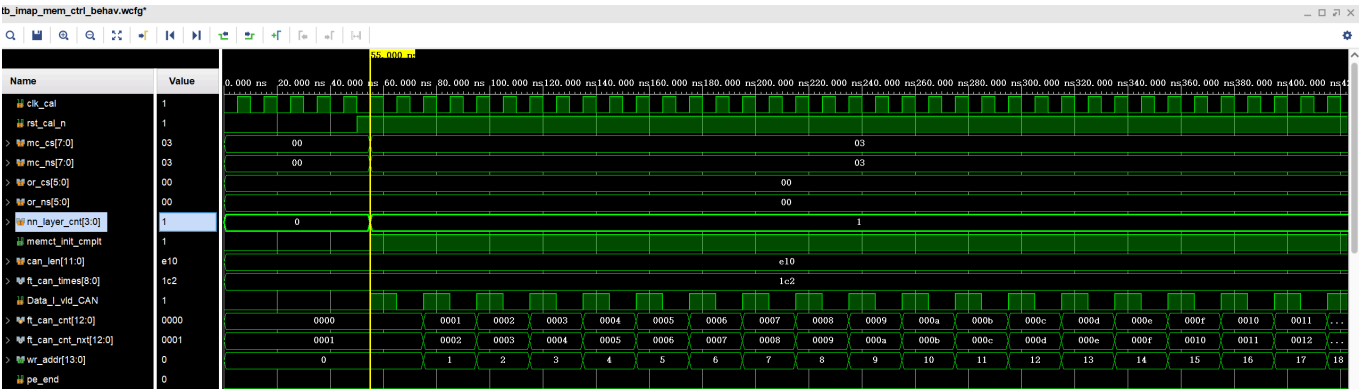 tb_imap_mem_ctrl_behav.wcfg*
55.000 ns
Name Value 0.000 ns 20.000 ns 40.000 ns 60.000 ns 80.000 ns 100.000 ns 120.000 ns 140.000 ns 160.000 ns 180.000 ns 200.000 ns 220.000 ns 240.000 ns 260.000 ns 280.000 ns 300.000 ns 320.000 ns 340.000 ns 360.000 ns 380.000 ns 400.000 ns
clk_cal 1
rst_cal_n 1
mc_cs[7:0] 03 00 03
mc_ns[7:0] 03 00 03
or_cs[5:0] 00 00
or_ns[5:0] 00 00
nn_layer_cnt[3:0] 1 0 1
memct_init_cmplt 1
can_len[11:0] e10 e10
ft_can_times[8:0] 1c2 1c2
Data_I_vld_CAN 1
ft_can_cnt[12:0] 0000 0000 0001 0002 0003 0004 0005 0006 0007 0008 0009 000a 000b 000c 000d 000e 000f 0010 0011 ...
ft_can_cnt_nxt[12:0] 0001 0001 0002 0003 0004 0005 0006 0007 0008 0009 000a 000b 000c 000d 000e 000f 0010 0011 0012 ...
wr_addr[13:0] 0 0 1 2 3 4 5 6 7 8 9 10 11 12 13 14 15 16 17 18
pe_end 0